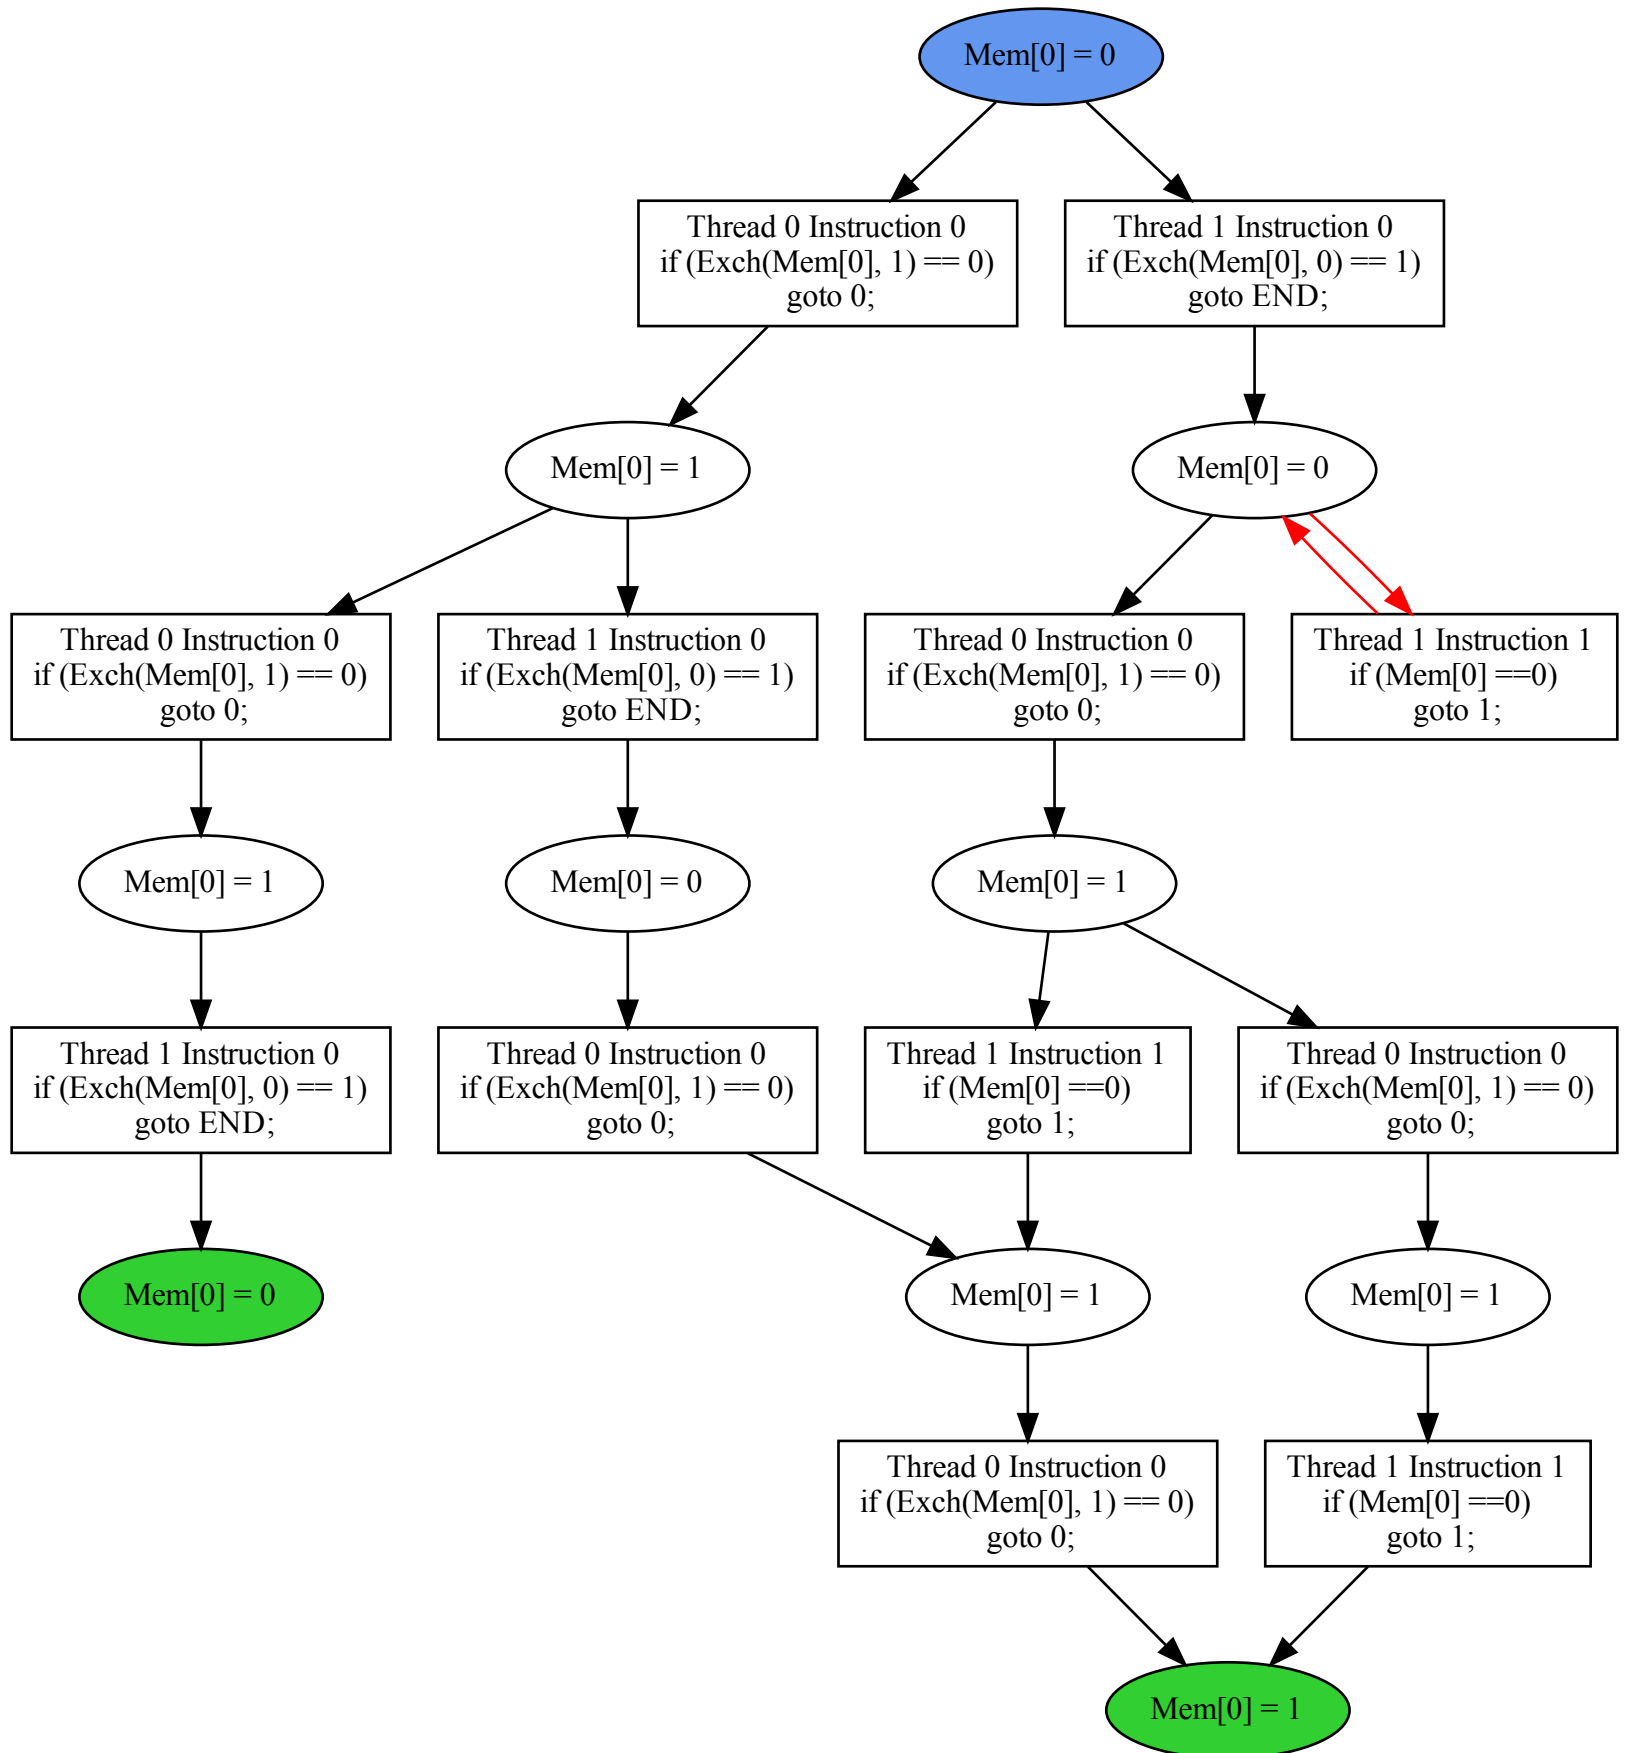 Mem[0] = 0
Thread 0 Instruction 0
if (Exch(Mem[0], 1) == 0)
goto 0;
Thread 1 Instruction 0
if (Exch(Mem[0], 0) == 1)
goto END;
Mem[0] = 1
Mem[0] = 0
Thread 0 Instruction 0
if (Exch(Mem[0], 1) == 0)
goto 0;
Thread 1 Instruction 0
if (Exch(Mem[0], 0) == 1)
goto END;
Thread 0 Instruction 0
if (Exch(Mem[0], 1) == 0)
goto 0;
Thread 1 Instruction 1
if (Mem[0] ==0)
goto 1;
Mem[0] = 1
Mem[0] = 0
Mem[0] = 1
Thread 1 Instruction 0
if (Exch(Mem[0], 0) == 1)
goto END;
Thread 0 Instruction 0
if (Exch(Mem[0], 1) == 0)
goto 0;
Thread 1 Instruction 1
if (Mem[0] ==0)
goto 1;
Thread 0 Instruction 0
if (Exch(Mem[0], 1) == 0)
goto 0;
Mem[0] = 0
Mem[0] = 1
Mem[0] = 1
Thread 0 Instruction 0
if (Exch(Mem[0], 1) == 0)
goto 0;
Thread 1 Instruction 1
if (Mem[0] ==0)
goto 1;
Mem[0] = 1